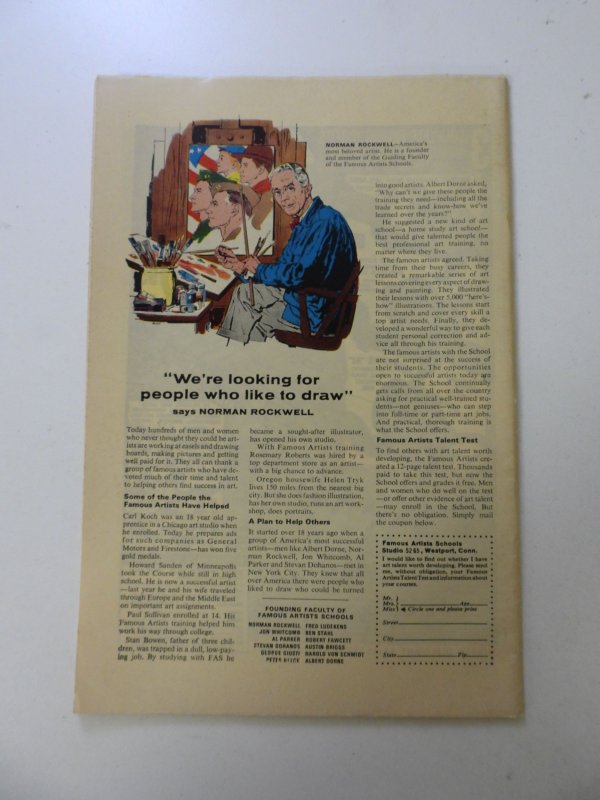 NORMAN ROCKWELL—America's
most beloved artist. He is a founder
and member of the Guiding Faculty
of the Famous Artists Schools.
"We're looking for
people who like to draw"
says NORMAN ROCKWELL
Today hundreds of men and women
who never thought they could be art-
ists are working at easels and drawing
boards, making pictures and getting
well paid for it. They all can thank a
group of famous artists who have de-
voted much of their time and talent
to helping others find success in art.
Some of the People the
Famous Artists Have Helped
Carl Koch was an 18 year old ap-
prentice in a Chicago art studio when
he enrolled. Today he prepares ads
for such companies as General
Motors and Firestone—has won five
gold medals.
Howard Sanden of Minneapolis
took the Course while still in high
school. He is now a successful artist
—last year he and his wife traveled
through Europe and the Middle East
on important art assignments.
Paul Sollivan enrolled at 14. His
Famous Artists training helped him
work his way through college.
Stan Bowen, father of three chil-
dren, was trapped in a dull, low-pay-
ing job. By studying with FAS he
became a sought-after illustrator,
has opened his own studio.
With Famous Artists training
Rosemary Roberts was hired by a
top department store as an artist—
with a big chance to advance.
Oregon housewife Helen Tryk
lives 150 miles from the nearest big
city. But she does fashion illustration,
has her own studio, runs an art work-
shop, does portraits.
A Plan to Help Others
It started over 18 years ago when a
group of America's most successful
artists—men like Albert Dorne, Nor-
man Rockwell, Jon Whitcomb, Al
Parker and Stevan Dohanos—met in
New York City. They knew that all
over America there were people who
liked to draw who could be turned
FOUNDING FACULTY OF
FAMOUS ARTISTS SCHOOLS
NORMAN ROCKWELL FRED LUDEKENS
JON WHITCOMB BEN STAHL
AL PARKER ROBERT FAWCETT
STEVAN DOHANOS AUSTIN BRIGGS
GEORGE GIUSTI HAROLD VON SCHMIDT
PETER HELCK ALBERT DORNE
into good artists. Albert Dorne asked,
"Why can't we give these people the
training they need—including all the
trade secrets and know-how we've
learned over the years?"
He suggested a new kind of art
school—a home study art school—
that would give talented people the
best professional art training, no
matter where they live.
The famous artists agreed. Taking
time from their busy careers, they
created a remarkable series of art
lessons covering every aspect of draw-
ing and painting. They illustrated
their lessons with over 5,000 "here's-
how" illustrations. The lessons start
from scratch and cover every skill a
top artist needs. Finally, they de-
veloped a wonderful way to give each
student personal correction and ad-
vice all through his training.
The famous artists with the School
are not surprised at the success of
their students. The opportunities
open to successful artists today are
enormous. The School continually
gets calls from all over the country
asking for practical well-trained stu-
dents—not geniuses—who can step
into full-time or part-time art jobs.
And practical, thorough training is
what the School offers.
Famous Artists Talent Test
To find others with art talent worth
developing, the Famous Artists cre-
ated a 12-page talent test. Thousands
paid to take this test, but now the
School offers and grades it free. Men
and women who do well on the test
—or offer other evidence of art talent
—may enroll in the School. But
there's no obligation. Simply mail
the coupon below.
Famous Artists Schools
Studio 5265, Westport, Conn.
I would like to find out whether I have
art talent worth developing. Please send
me, without obligation, your Famous
Artists Talent Test and information about
your courses.
Mr.
Mrs. Age
Miss Circle one and please print
Street
City
State Zip